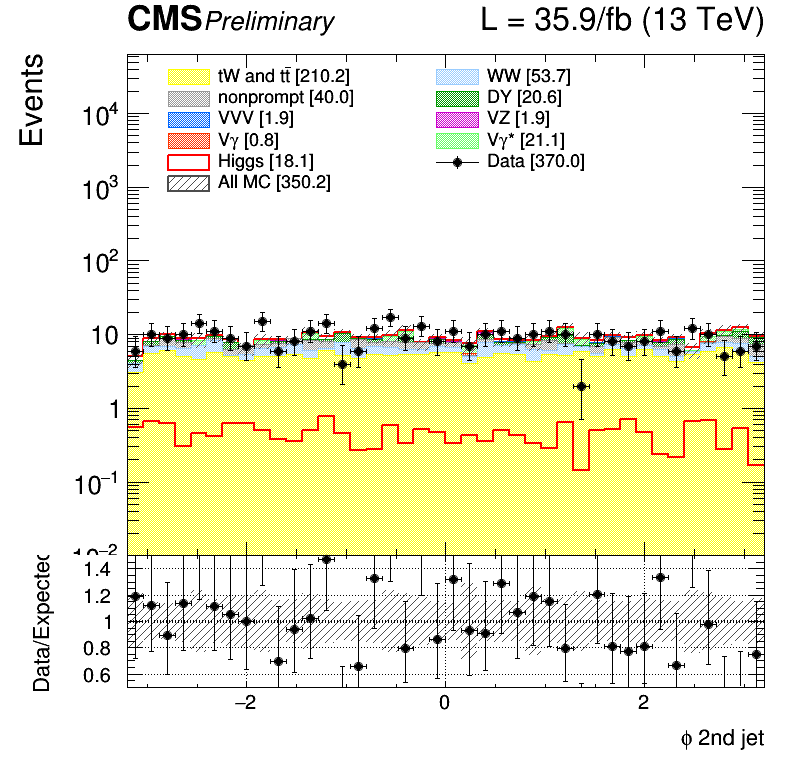 CMS Preliminary L = 35.9/fb (13 TeV)
Events
tW and tt̄ [210.2] WW [53.7]
nonprompt [40.0] DY [20.6]
VVV [1.9] VZ [1.9]
Vγ [0.8] Vγ* [21.1]
Higgs [18.1] Data [370.0]
All MC [350.2]
10⁴
10³
10²
10
1
10⁻¹
10⁻²
Data/Expected
1.4
1.2
1
0.8
0.6
−2 0 2
ϕ 2nd jet